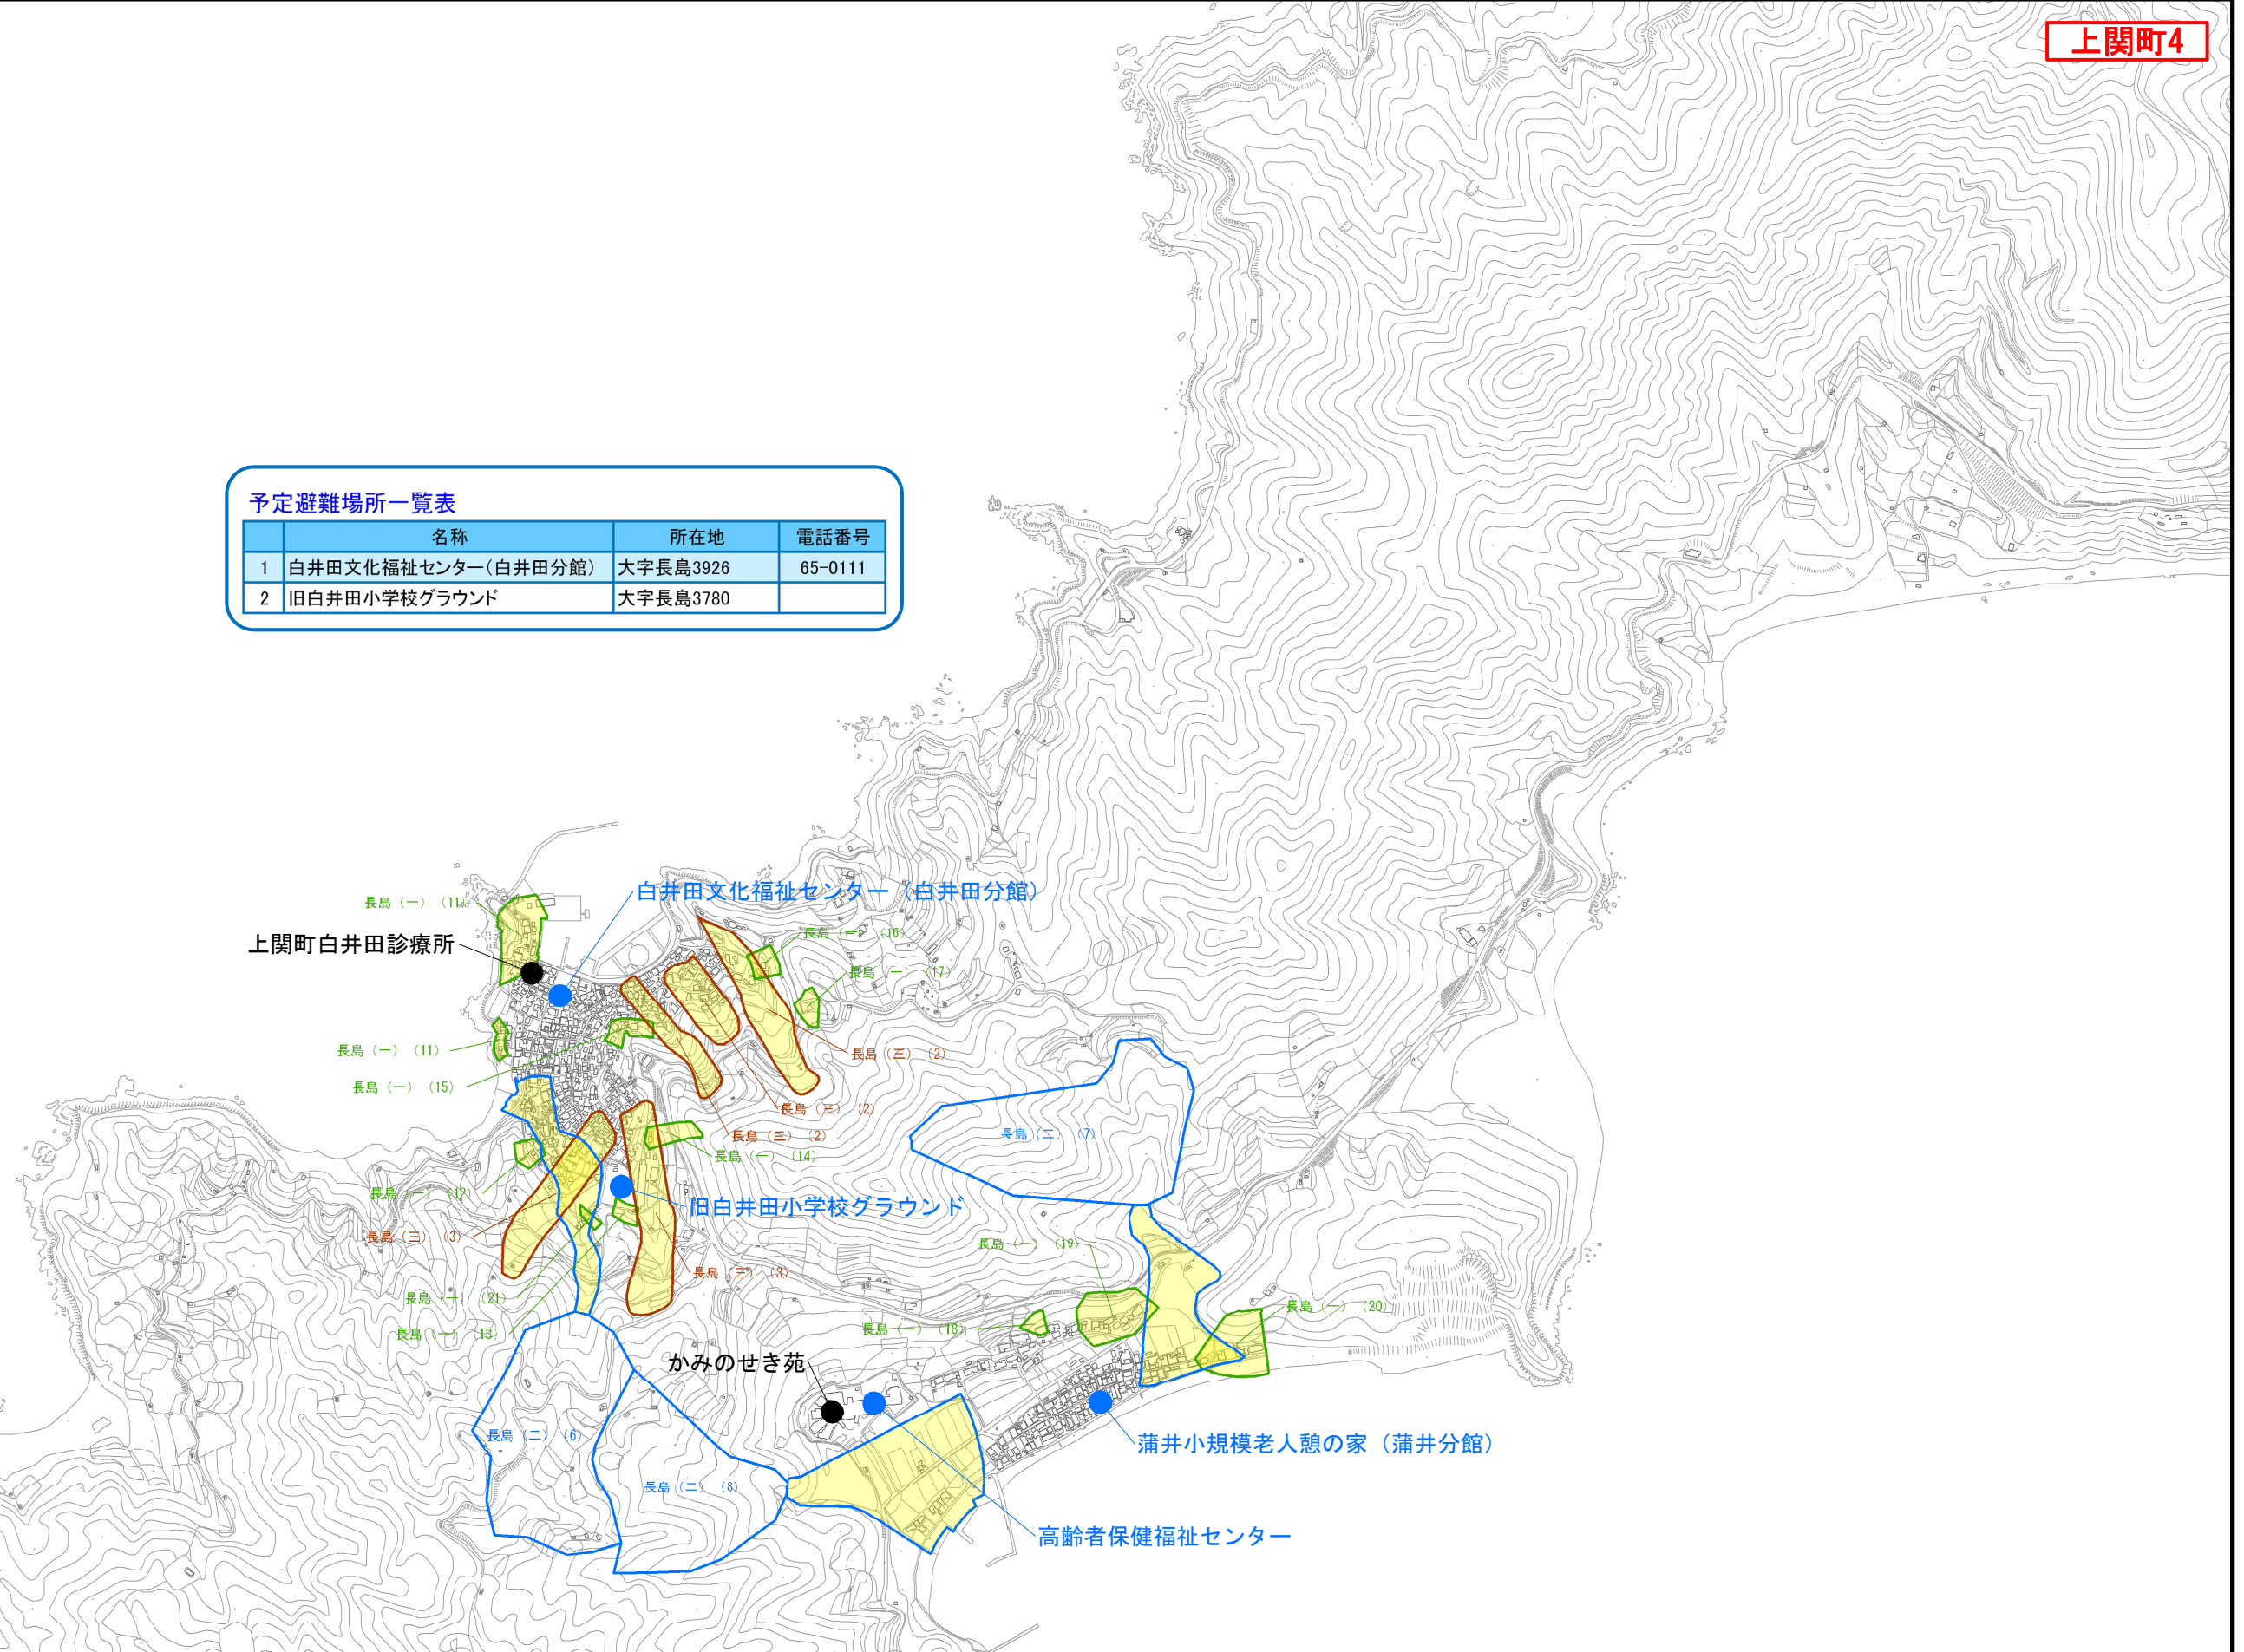 上関町4
予定避難場所一覧表
名称 所在地 電話番号
1 白井田文化福祉センター(白井田分館) 大字長島3926 65-0111
2 旧白井田小学校グラウンド 大字長島3780
白井田文化福祉センター（白井田分館）
長島（一）（11）
上関町白井田診療所
長島（一）（16）
長島（一）（17）
長島（一）（11）
長島（三）（2）
長島（一）（15）
長島（三）（2）
長島（三）（2）
長島（二）（7）
長島（一）（14）
長島（一）（12）
旧白井田小学校グラウンド
長島（三）（3）
長島（一）（19）
長島（三）（3）
長島（一）（21）
長島（一）（20）
長島（一）（13）
長島（一）（18）
かみのせき苑
長島（二）（6）
蒲井小規模老人憩の家（蒲井分館）
長島（二）（8）
高齢者保健福祉センター